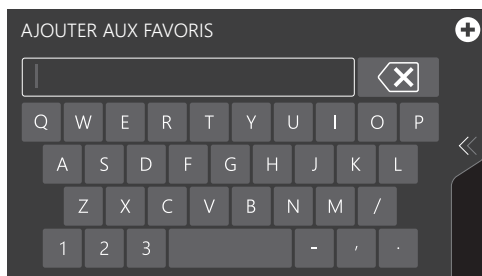 AJOUTER AUX FAVORIS
Q W E R T Y U I O P
A S D F G H J K L
Z X C V B N M /
1 2 3 - , .